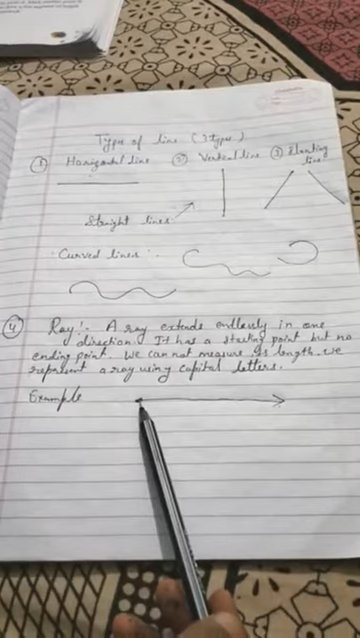 Types of line (3 types)
① Horizontal line ② Vertical line ③ Slanting
lines
Straight lines
Curved lines :-
④ Ray!- A ray extends endlessly in one
direction. It has a starting point but no
ending point. We can not measure its length. We
represent a ray using capital letters.
Example